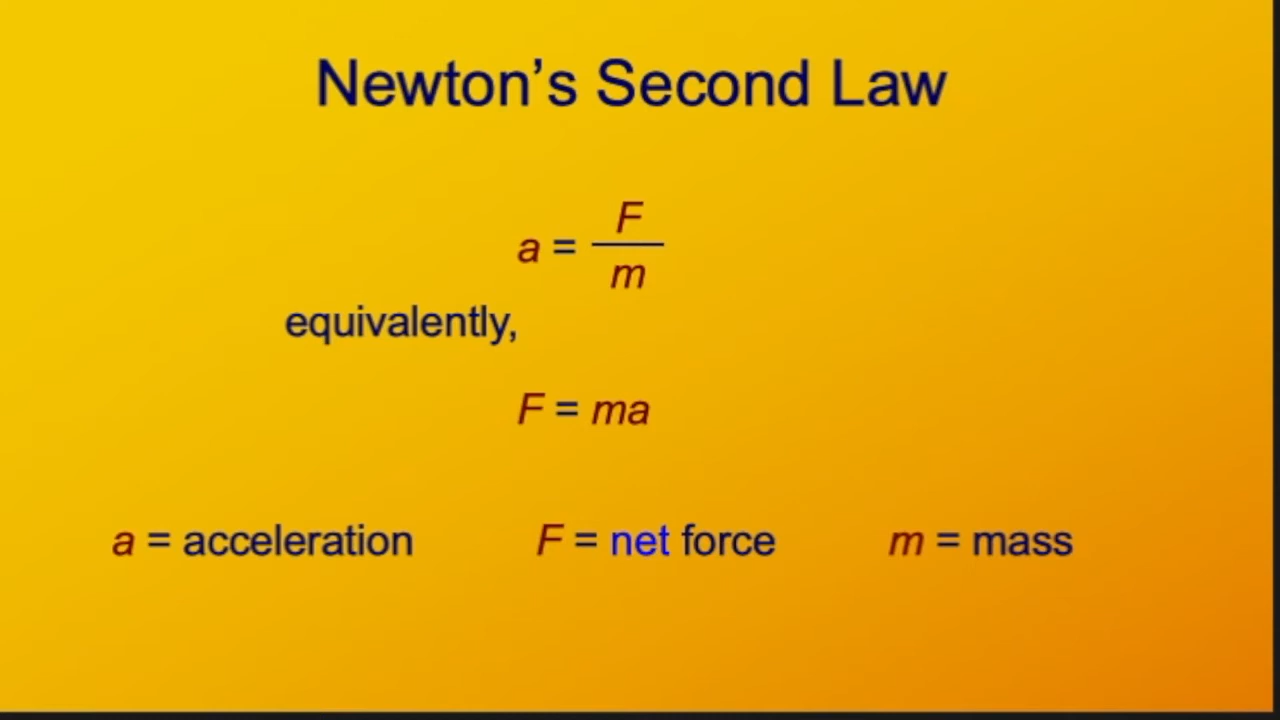 Newton's Second Law
a = F/m
equivalently,
F = ma
a = acceleration F = net force m = mass